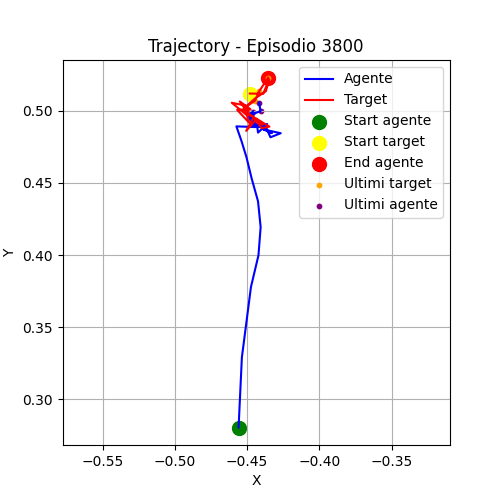 Trajectory - Episodio 3800
Agente
Target
Start agente
Start target
End agente
Ultimi target
Ultimi agente
Y
0.50
0.45
0.40
0.35
0.30
−0.55
−0.50
−0.45
−0.40
−0.35
X